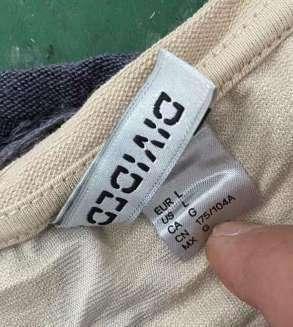 DIVIDED
EUR L
US L
CA G
CN 175/104A
MX G